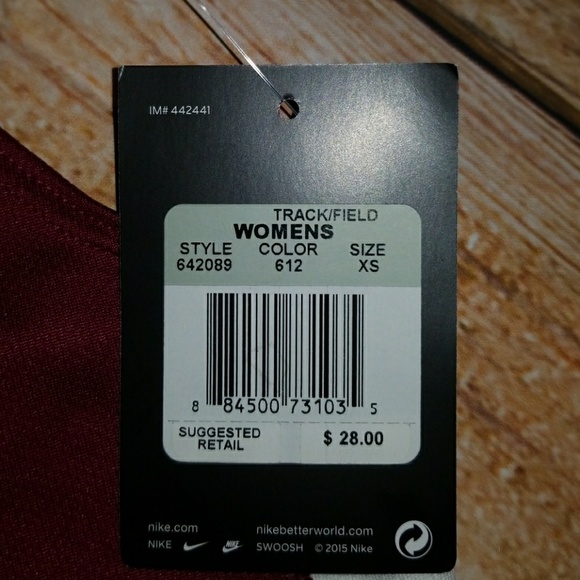 IM# 442441
TRACK/FIELD
WOMENS
STYLE COLOR SIZE
642089 612 XS
8 84500 73103 5
SUGGESTED RETAIL $ 28.00
nike.com nikebetterworld.com
NIKE NIKE SWOOSH © 2015 Nike